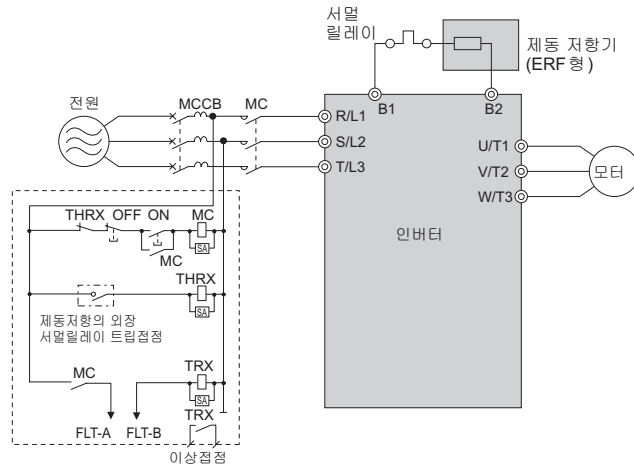 서멀
릴레이
제동 저항기
(ERF형)
B1
B2
전원
MCCB
MC
R/L1
S/L2
T/L3
U/T1
V/T2
W/T3
모터
인버터
THRX OFF ON
MC
SA
MC
THRX
SA
제동저항의 외장
서멀릴레이 트립접점
MC
TRX
SA
TRX
FLT-A
FLT-B
이상접점